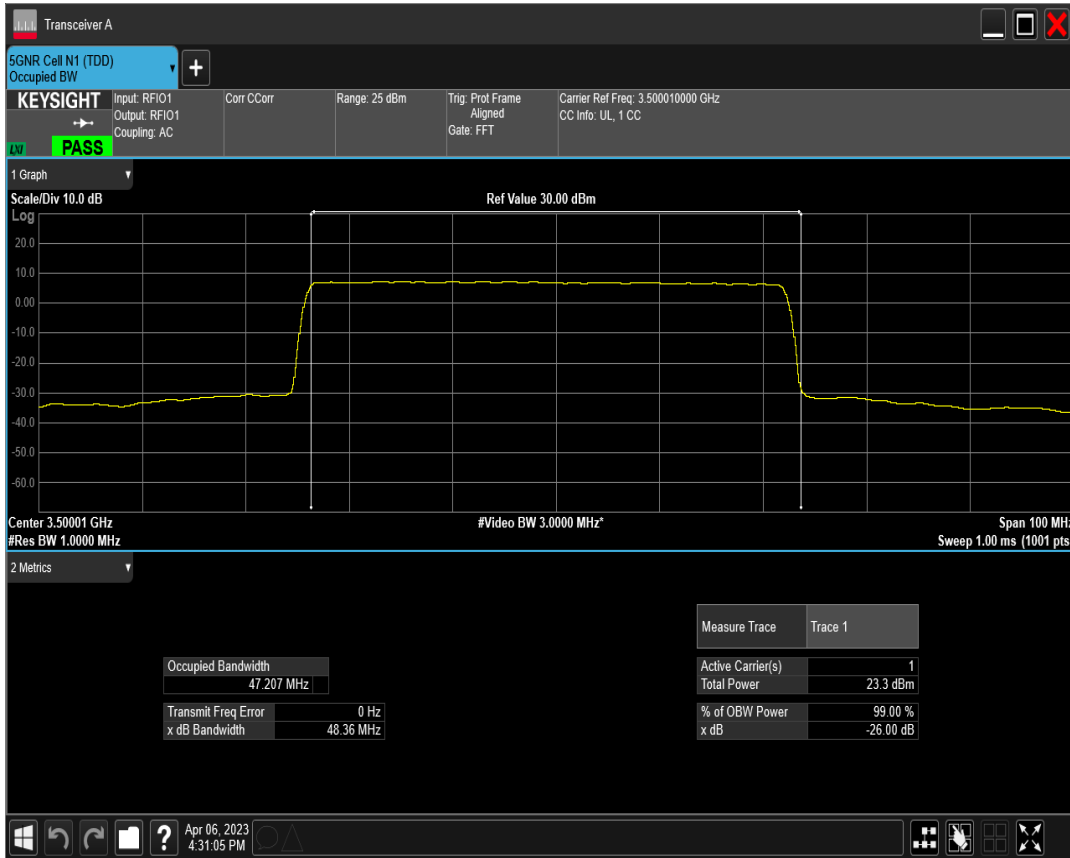 Transceiver A
5GNR Cell N1 (TDD)
Occupied BW
KEYSIGHT
LXI
PASS
Input: RFIO1
Output: RFIO1
Coupling: AC
Corr CCorr
Range: 25 dBm
Trig: Prot Frame
Aligned
Gate: FFT
Carrier Ref Freq: 3.500010000 GHz
CC Info: UL, 1 CC
1 Graph
Scale/Div 10.0 dB
Ref Value 30.00 dBm
Log
20.0
10.0
0.00
-10.0
-20.0
-30.0
-40.0
-50.0
-60.0
Center 3.50001 GHz
#Video BW 3.0000 MHz*
Span 100 MHz
#Res BW 1.0000 MHz
Sweep 1.00 ms (1001 pts
2 Metrics
Measure Trace Trace 1
Occupied Bandwidth
47.207 MHz
Active Carrier(s) 1
Total Power 23.3 dBm
Transmit Freq Error 0 Hz
x dB Bandwidth 48.36 MHz
% of OBW Power 99.00 %
x dB -26.00 dB
?
Apr 06, 2023
4:31:05 PM